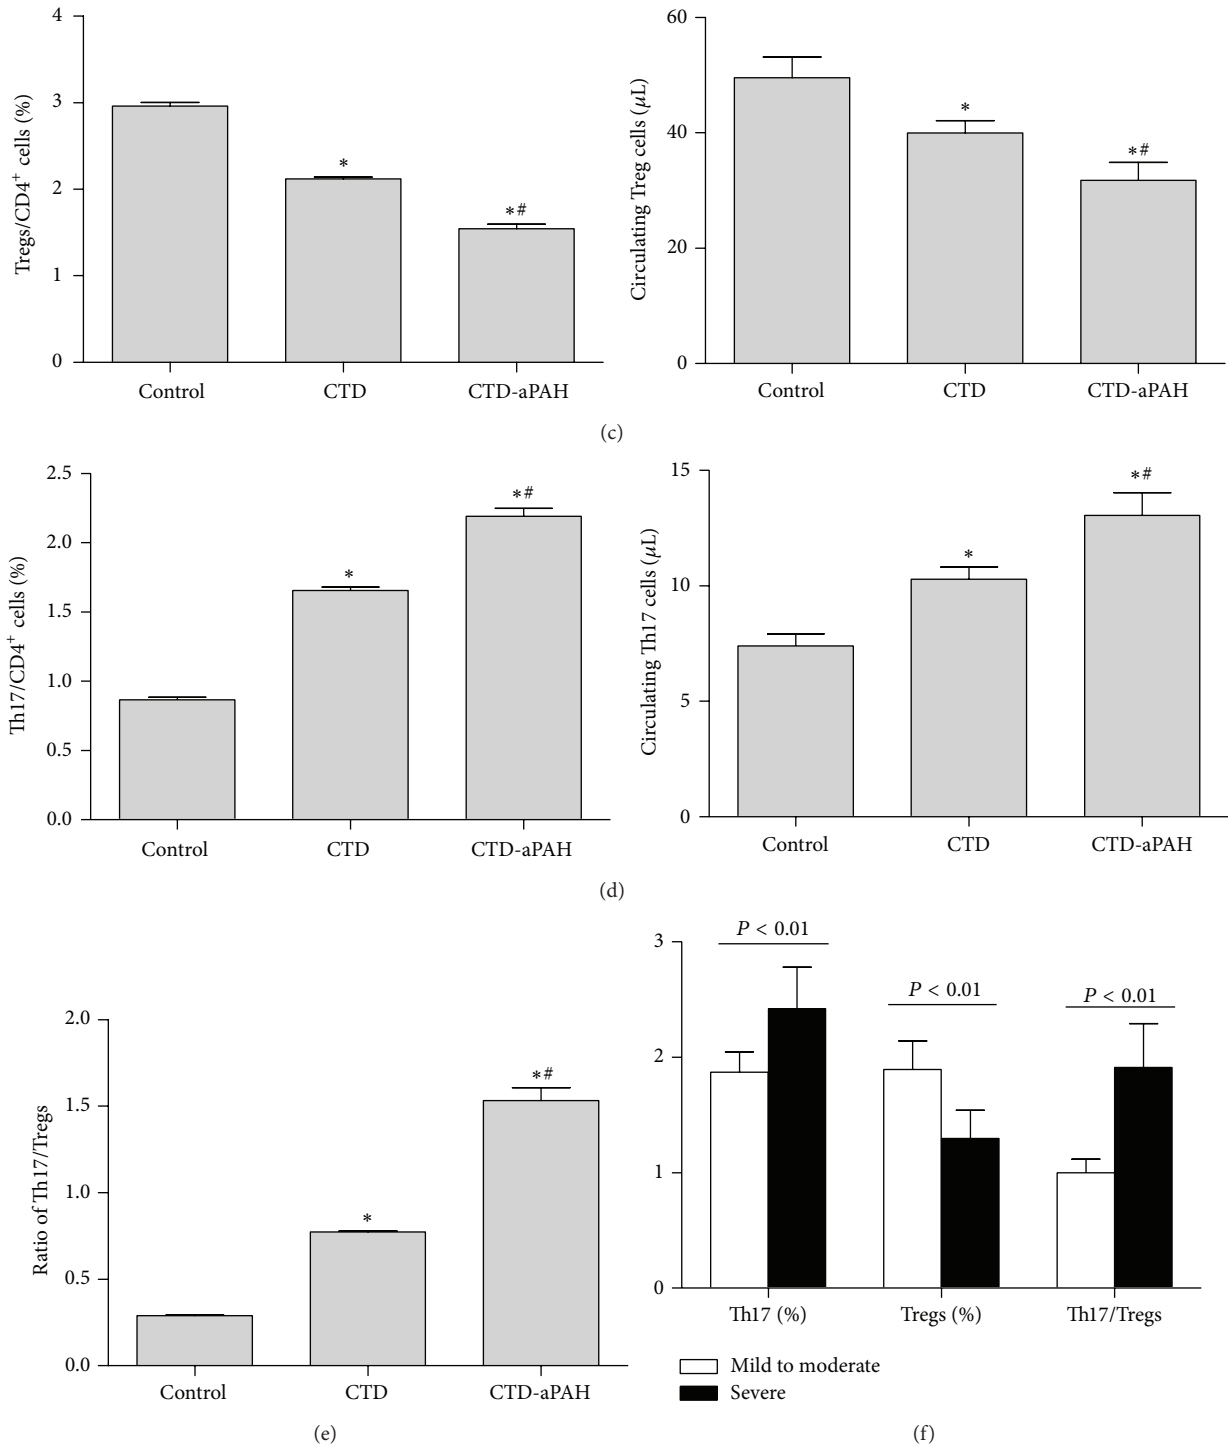 4
3
2
1
0
Tregs/CD4⁺ cells (%)
*
*#
Control
CTD
CTD-aPAH
60
40
20
0
Circulating Treg cells (μL)
*
*#
Control
CTD
CTD-aPAH
(c)
2.5
2.0
1.5
1.0
0.5
0.0
Th17/CD4⁺ cells (%)
*
*#
Control
CTD
CTD-aPAH
15
10
5
0
Circulating Th17 cells (μL)
*
*#
Control
CTD
CTD-aPAH
(d)
2.0
1.5
1.0
0.5
0.0
Ratio of Th17/Tregs
*
*#
Control
CTD
CTD-aPAH
(e)
3
2
1
0
P < 0.01
P < 0.01
P < 0.01
Th17 (%)
Tregs (%)
Th17/Tregs
Mild to moderate
Severe
(f)